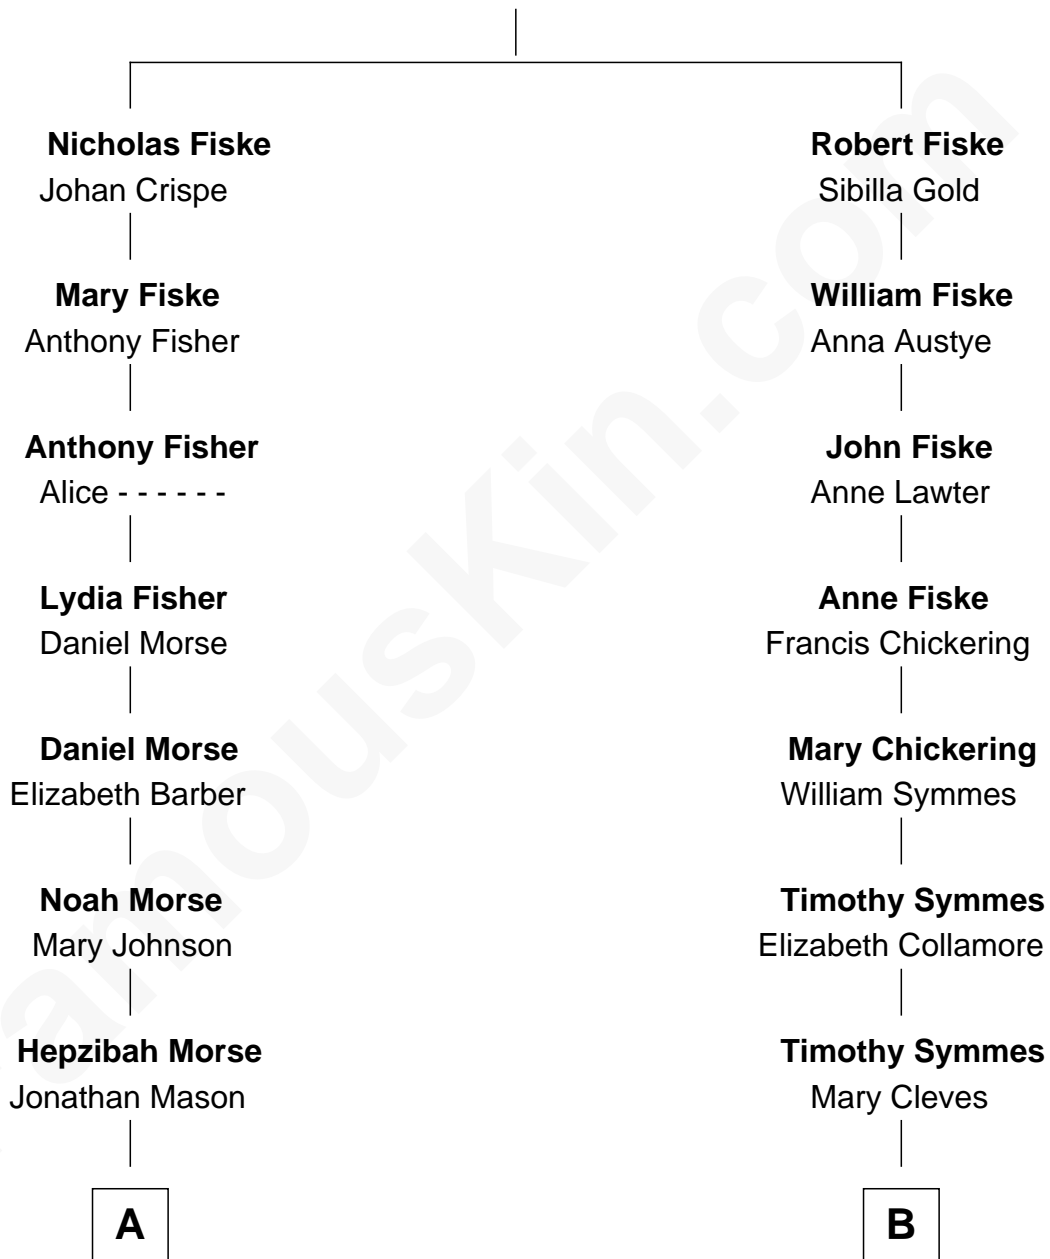 Nicholas Fiske
Johan Crispe
Mary Fiske
Anthony Fisher
Anthony Fisher
Alice - - - - - -
Lydia Fisher
Daniel Morse
Daniel Morse
Elizabeth Barber
Noah Morse
Mary Johnson
Hepzibah Morse
Jonathan Mason
A
Robert Fiske
Sibilla Gold
William Fiske
Anna Austye
John Fiske
Anne Lawter
Anne Fiske
Francis Chickering
Mary Chickering
William Symmes
Timothy Symmes
Elizabeth Collamore
Timothy Symmes
Mary Cleves
B
amousKin.com